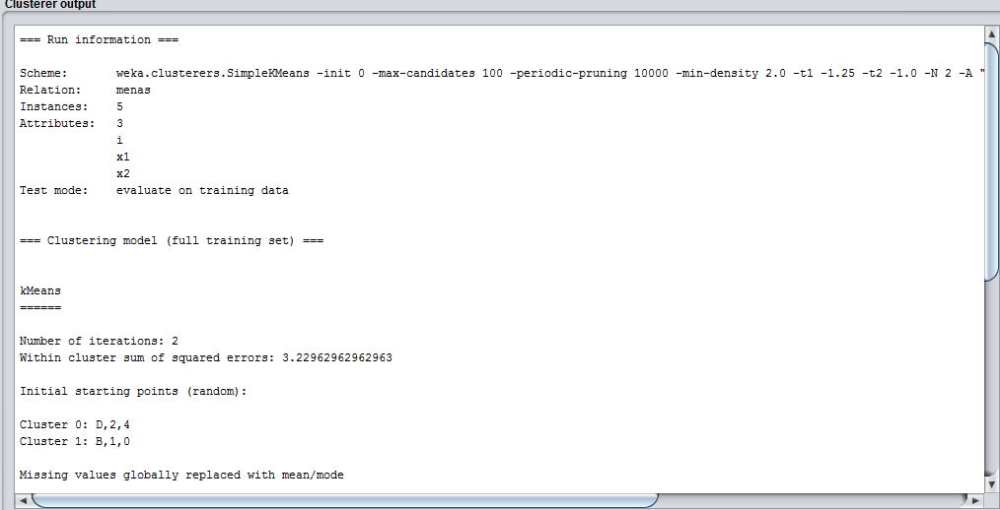 Clusterer output
=== Run information ===
Scheme: weka.clusterers.SimpleKMeans -init 0 -max-candidates 100 -periodic-pruning 10000 -min-density 2.0 -t1 -1.25 -t2 -1.0 -N 2 -A "
Relation: menas
Instances: 5
Attributes: 3
i
x1
x2
Test mode: evaluate on training data
=== Clustering model (full training set) ===
kMeans
======
Number of iterations: 2
Within cluster sum of squared errors: 3.22962962962963
Initial starting points (random):
Cluster 0: D,2,4
Cluster 1: B,1,0
Missing values globally replaced with mean/mode